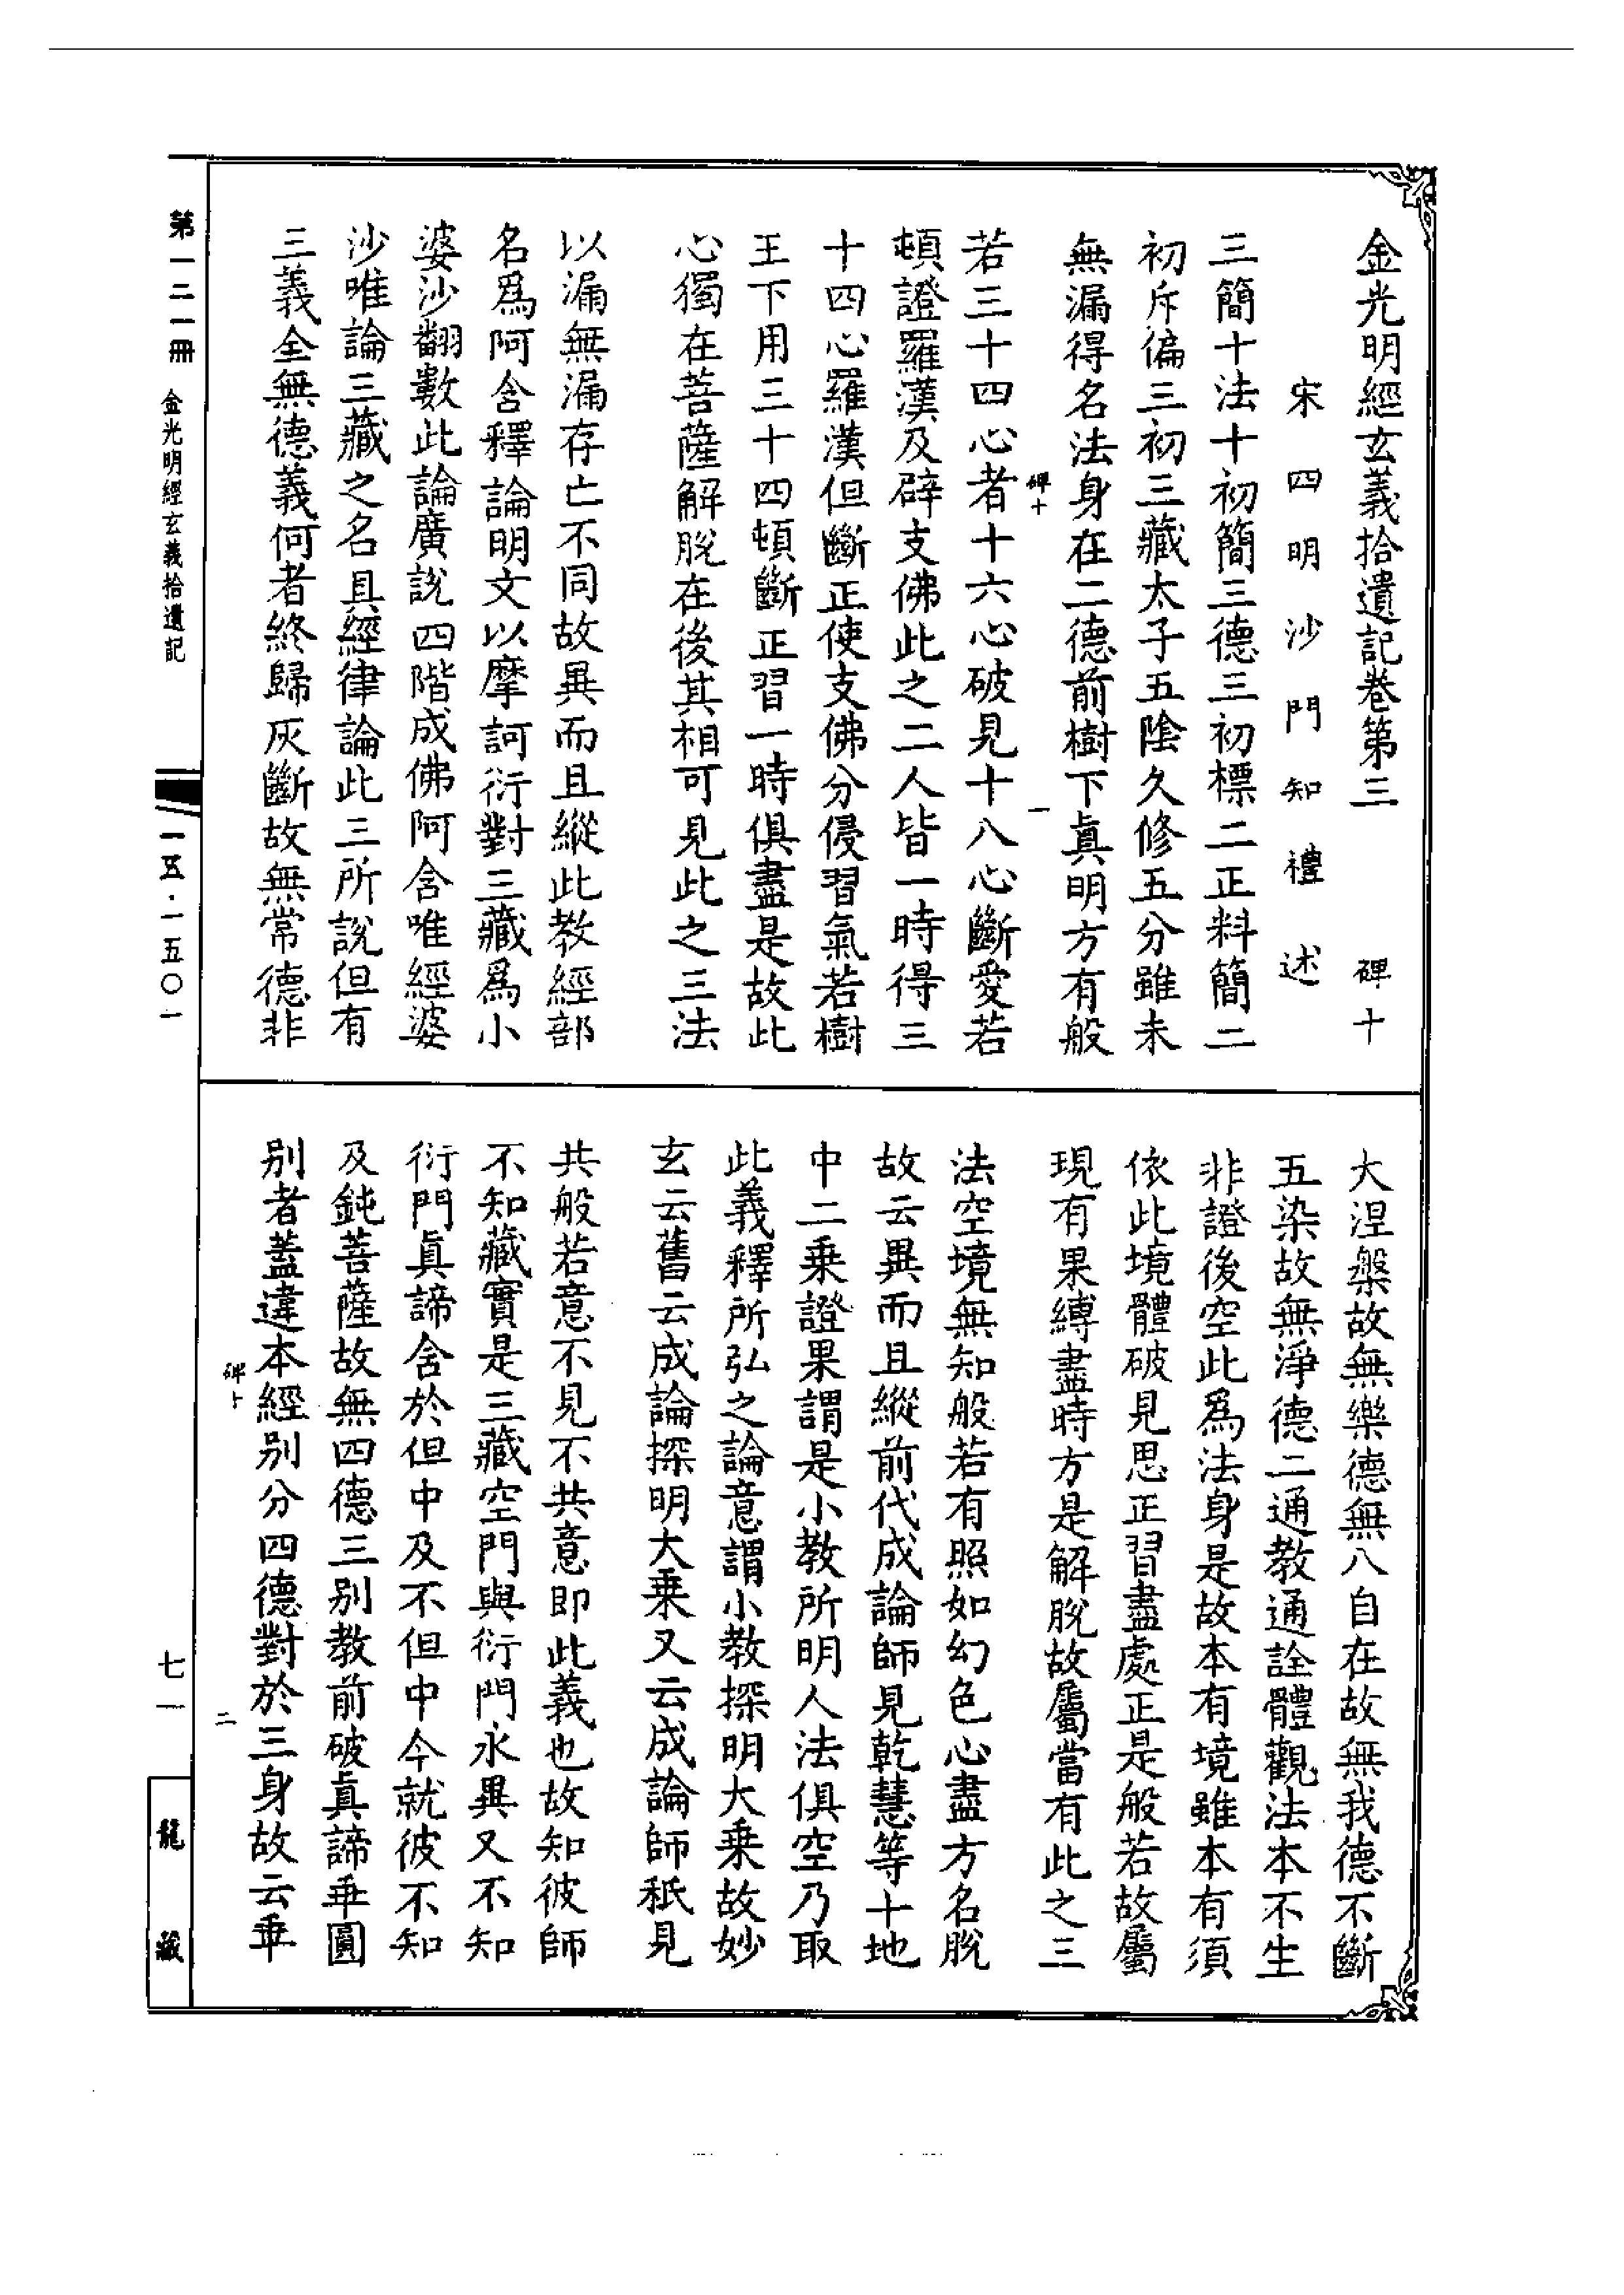 金光明經玄義拾遺記卷第三　碑十
宋四明沙門知禮述
三簡十法十初簡三德三初標二正料簡二
初斥偏三初三藏太子五陰久修五分雖未
無漏得名法身在二德前樹下眞明方有般
碑十　一
若三十四心者十六心破見十八心斷愛若
頓證羅漢及辟支佛此之二人皆一時得三
十四心羅漢但斷正使支佛分侵習氣若樹
王下用三十四頓斷正習一時俱盡是故此
心獨在菩薩解脫在後其相可見此之三法
以漏無漏存亡不同故異而且縱此教經部
名爲阿含釋論明文以摩訶衍對三藏爲小
婆沙翻數此論廣說四階成佛阿含唯經婆
沙唯論三藏之名具經律論此三所說但有
三義全無德義何者終歸灰斷故無常德非
大涅槃故無樂德無八自在故無我德不斷
五染故無淨德二通教通詮體觀法本不生
非證後空此爲法身是故本有境雖本有須
依此境體破見思正習盡處正是般若故屬
現有果縛盡時方是解脫故屬當有此之三
法空境無知般若有照如幻色心盡方名脫
故云異而且縱前代成論師見乾慧等十地
中二乗證果謂是小教所明人法俱空乃取
此義釋所弘之論意謂小教探明大乗故妙
玄云舊云成論探明大乗又云成論師秖見
共般若意不見不共意即此義也故知彼師
不知藏實是三藏空門與衍門永異又不知
衍門眞諦含於但中及不但中今就彼不知
及鈍菩薩故無四德三别教前破眞諦乖圓
别者蓋違本經别分四德對於三身故云乖
碑十　二
第一二一冊　金光明經玄義拾遺記
一五·一五〇一
七一
龍藏